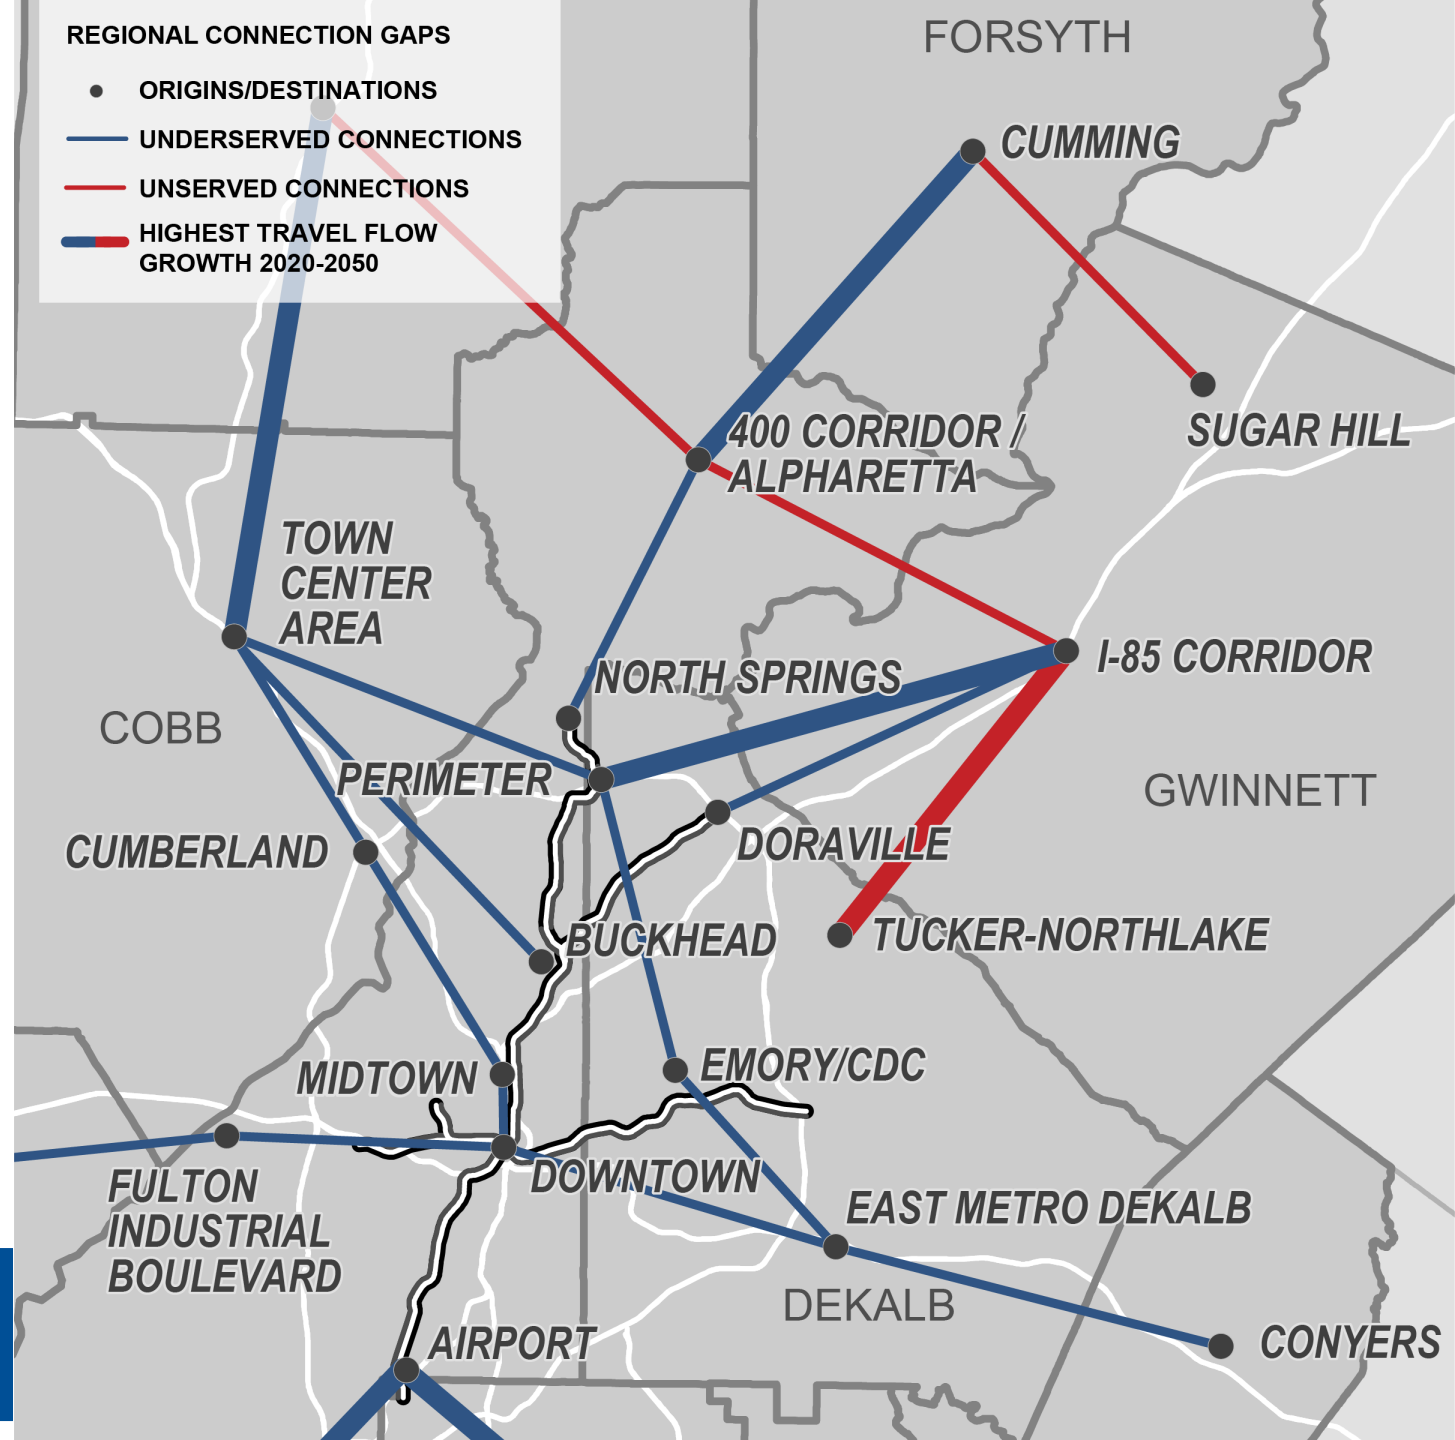 REGIONAL CONNECTION GAPS
ORIGINS/DESTINATIONS
UNDERSERVED CONNECTIONS
UNSERVED CONNECTIONS
HIGHEST TRAVEL FLOW
GROWTH 2020-2050
FORSYTH
CUMMING
SUGAR HILL
400 CORRIDOR /
ALPHARETTA
TOWN
CENTER
AREA
I-85 CORRIDOR
NORTH SPRINGS
COBB
PERIMETER
GWINNETT
CUMBERLAND
DORAVILLE
BUCKHEAD
TUCKER-NORTHLAKE
MIDTOWN
EMORY/CDC
DOWNTOWN
FULTON
INDUSTRIAL
BOULEVARD
EAST METRO DEKALB
DEKALB
AIRPORT
CONYERS